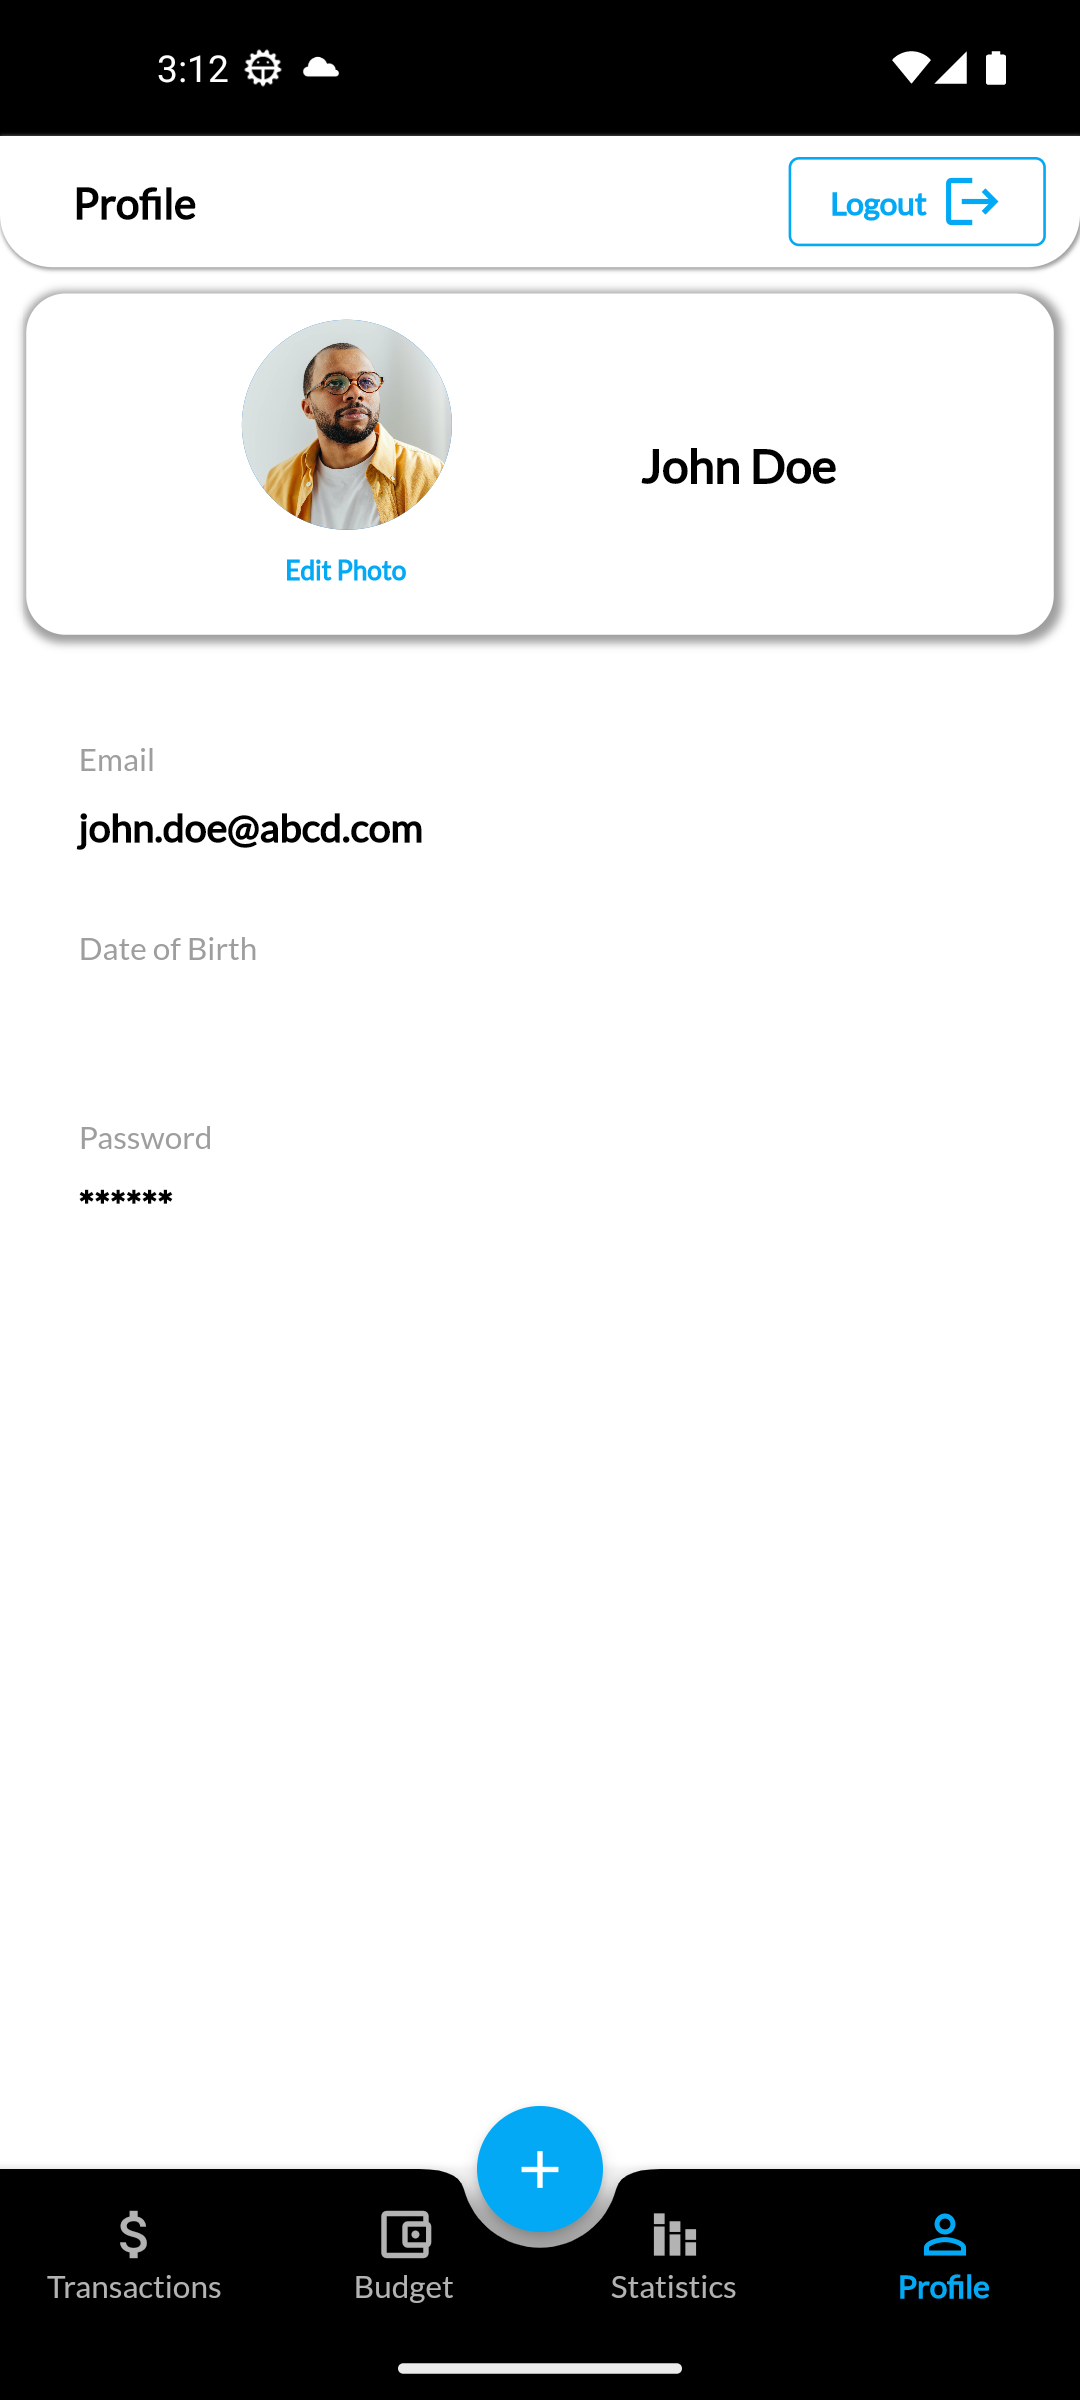 3:12
Profile
Logout
John Doe
Edit Photo
Email
john.doe@abcd.com
Date of Birth
Password
******
Transactions
Budget
Statistics
Profile